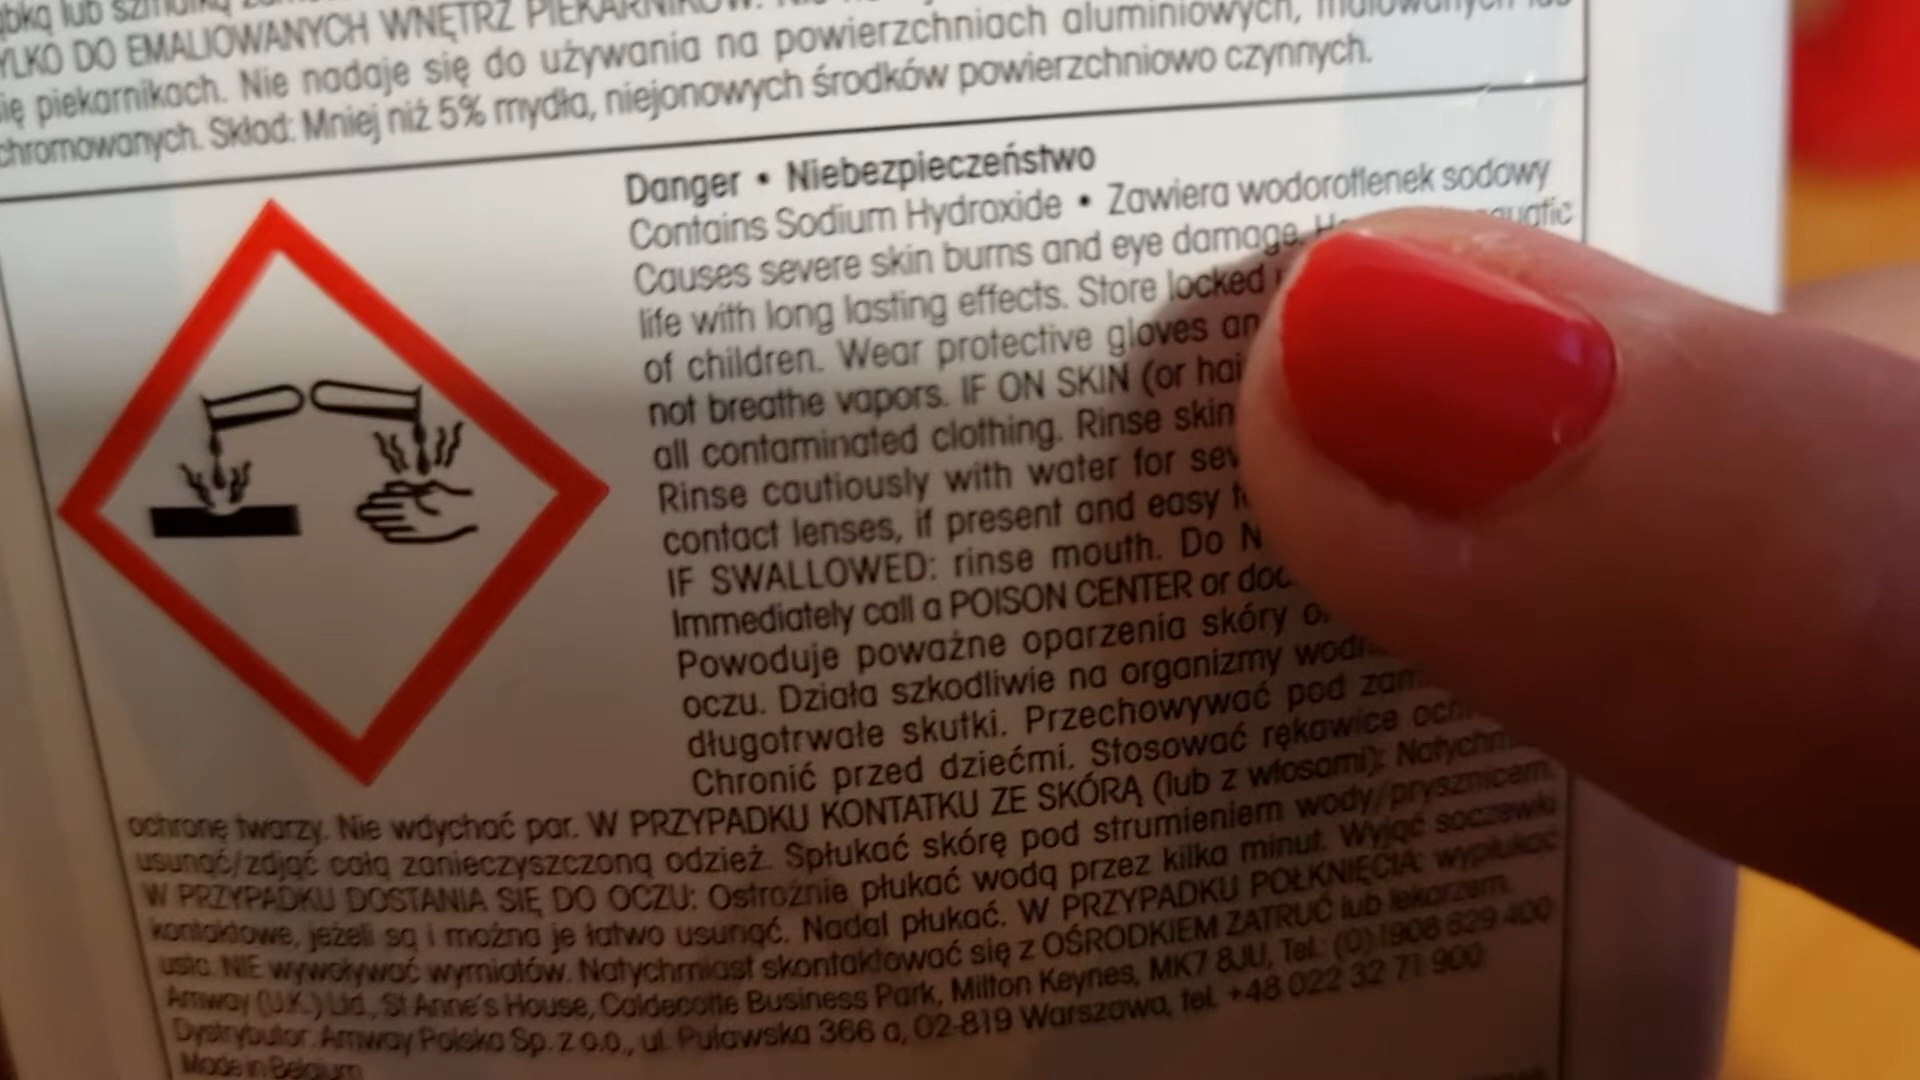 lub
YLKO DO EMALIOWANYCH WNĘTRZ PIEKARNIKÓW.
ię piekarnikach. Nie nadaje się do używania na powierzchniach aluminiowych, malowanych lub
chromowanych. Skład: Mniej niż 5% mydła, niejonowych środków powierzchniowo czynnych.
Danger • Niebezpieczeństwo
Contains Sodium Hydroxide • Zawiera wodorotlenek sodowy
Causes severe skin burns and eye damage. aquatic
life with long lasting effects. Store locked
of children. Wear protective gloves an
not breathe vapors. IF ON SKIN (or hai
all contaminated clothing. Rinse skin
Rinse cautiously with water for sev
contact lenses, if present and easy t
IF SWALLOWED: rinse mouth. Do N
Immediately call a POISON CENTER or doc
Powoduje poważne oparzenia skóry o
oczu. Działa szkodliwie na organizmy wod
długotrwałe skutki. Przechowywać pod zam
Chronić przed dziećmi. Stosować rękawice och
ochronę twarzy. Nie wdychać par. W PRZYPADKU KONTAKTU ZE SKÓRĄ (lub z włosami): Natychm
usunąć/zdjąć całą zanieczyszczoną odzież. Spłukać skórę pod strumieniem wody/prysznicem.
W PRZYPADKU DOSTANIA SIĘ DO OCZU: Ostrożnie płukać wodą przez kilka minut. Wyjąć soczewki
kontaktowe, jeżeli są i można je łatwo usunąć. Nadal płukać. W PRZYPADKU POŁKNIĘCIA: wypłukać
usta. NIE wywoływać wymiotów. Natychmiast skontaktować się z OŚRODKIEM ZATRUĆ lub lekarzem.
Amway (U.K.) Ltd., St Anne's House, Caldecotte Business Park, Milton Keynes, MK7 8JU, Tel.: (0) 1908 629 400
Dystrybutor: Amway Polska Sp. z o.o., ul. Puławska 366 a, 02-819 Warszawa, tel. +48 022 32 71 900
Made in Belgium